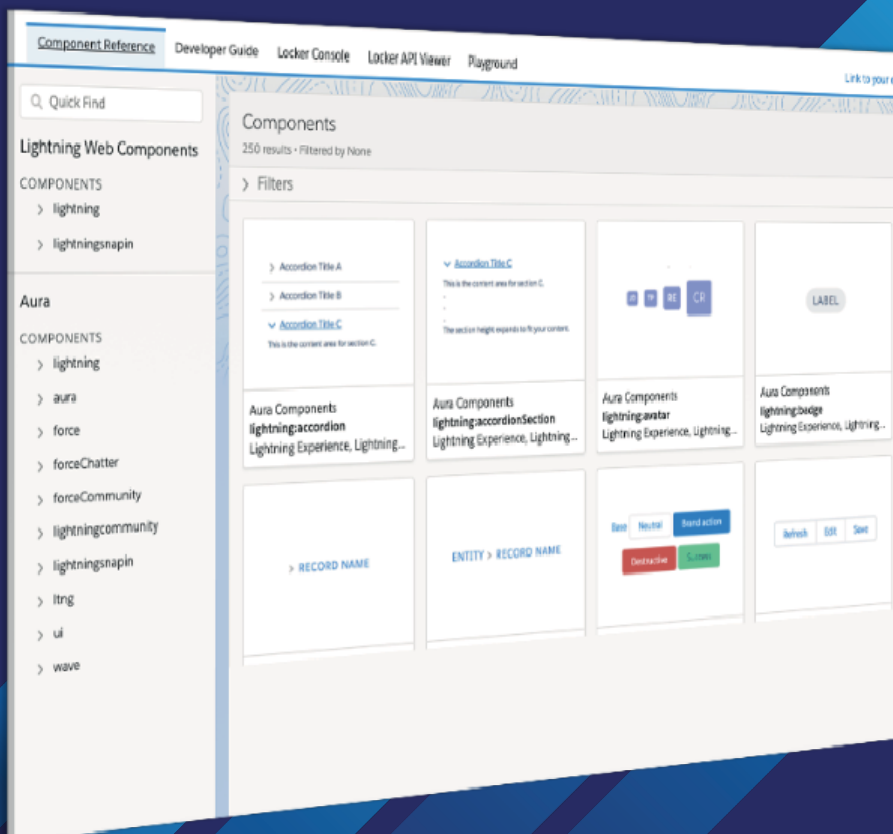 Component Reference
Developer Guide
Locker Console
Locker API Viewer
Playground
Link to your
Quick Find
Lightning Web Components
COMPONENTS
lightning
lightningsnapin
Aura
COMPONENTS
lightning
aura
force
forceChatter
forceCommunity
lightningcommunity
lightningsnapin
ltng
ui
wave
Components
250 results • Filtered by None
Filters
Accordion Title A
Accordion Title B
Accordion Title C
This is the content area for section C.
Aura Components
lightning:accordion
Lightning Experience, Lightning...
Accordion Title C
This is the content area for section C.
The section height expands to fit your content.
Aura Components
lightning:accordionSection
Lightning Experience, Lightning...
RE
CR
Aura Components
lightning:avatar
Lightning Experience, Lightning...
LABEL
Aura Components
lightning:badge
Lightning Experience, Lightning...
> RECORD NAME
ENTITY > RECORD NAME
Base
Neutral
Brand action
Destructive
Success
Refresh
Edit
Save